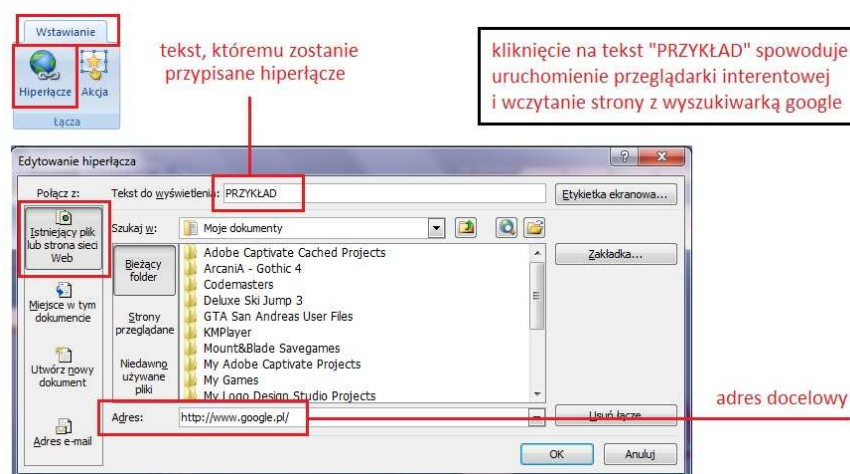 Wstawianie
Hiperłącze
Akcja
Łącza
tekst, któremu zostanie
przypisane hiperłącze
kliknięcie na tekst "PRZYKŁAD" spowoduje
uruchomienie przeglądarki interentowej
i wczytanie strony z wyszukiwarką google
Edytowanie hiperłącza
Połącz z:
Tekst do wyświetlenia: PRZYKŁAD
Etykietka ekranowa...
Istniejący plik
lub strona sieci
Web
Miejsce w tym
dokumencie
Utwórz nowy
dokument
Adres e-mail
Szukaj w:
Moje dokumenty
Bieżący
folder
Strony
przeglądane
Niedawno
używane
pliki
Adobe Captivate Cached Projects
ArcaniA - Gothic 4
Codemasters
Deluxe Ski Jump 3
GTA San Andreas User Files
KMPlayer
Mount&Blade Savegames
My Adobe Captivate Projects
My Games
My Logo Design Studio Projects
Zakładka...
Adres:
http://www.google.pl/
Usuń łącze
adres docelowy
OK
Anuluj